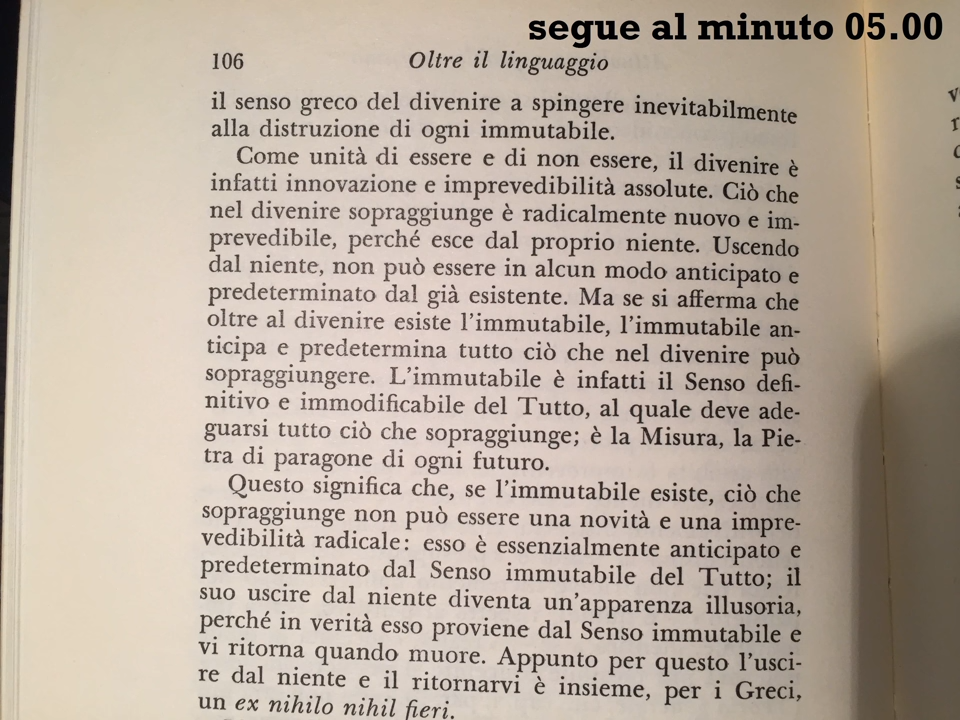 segue al minuto 05.00
106 Oltre il linguaggio
il senso greco del divenire a spingere inevitabilmente
alla distruzione di ogni immutabile.
Come unità di essere e di non essere, il divenire è
infatti innovazione e imprevedibilità assolute. Ciò che
nel divenire sopraggiunge è radicalmente nuovo e im-
prevedibile, perché esce dal proprio niente. Uscendo
dal niente, non può essere in alcun modo anticipato e
predeterminato dal già esistente. Ma se si afferma che
oltre al divenire esiste l'immutabile, l'immutabile an-
ticipa e predetermina tutto ciò che nel divenire può
sopraggiungere. L'immutabile è infatti il Senso defi-
nitivo e immodificabile del Tutto, al quale deve ade-
guarsi tutto ciò che sopraggiunge; è la Misura, la Pie-
tra di paragone di ogni futuro.
Questo significa che, se l'immutabile esiste, ciò che
sopraggiunge non può essere una novità e una impre-
vedibilità radicale: esso è essenzialmente anticipato e
predeterminato dal Senso immutabile del Tutto; il
suo uscire dal niente diventa un'apparenza illusoria,
perché in verità esso proviene dal Senso immutabile e
vi ritorna quando muore. Appunto per questo l'usci-
re dal niente e il ritornarvi è insieme, per i Greci,
un ex nihilo nihil fieri.